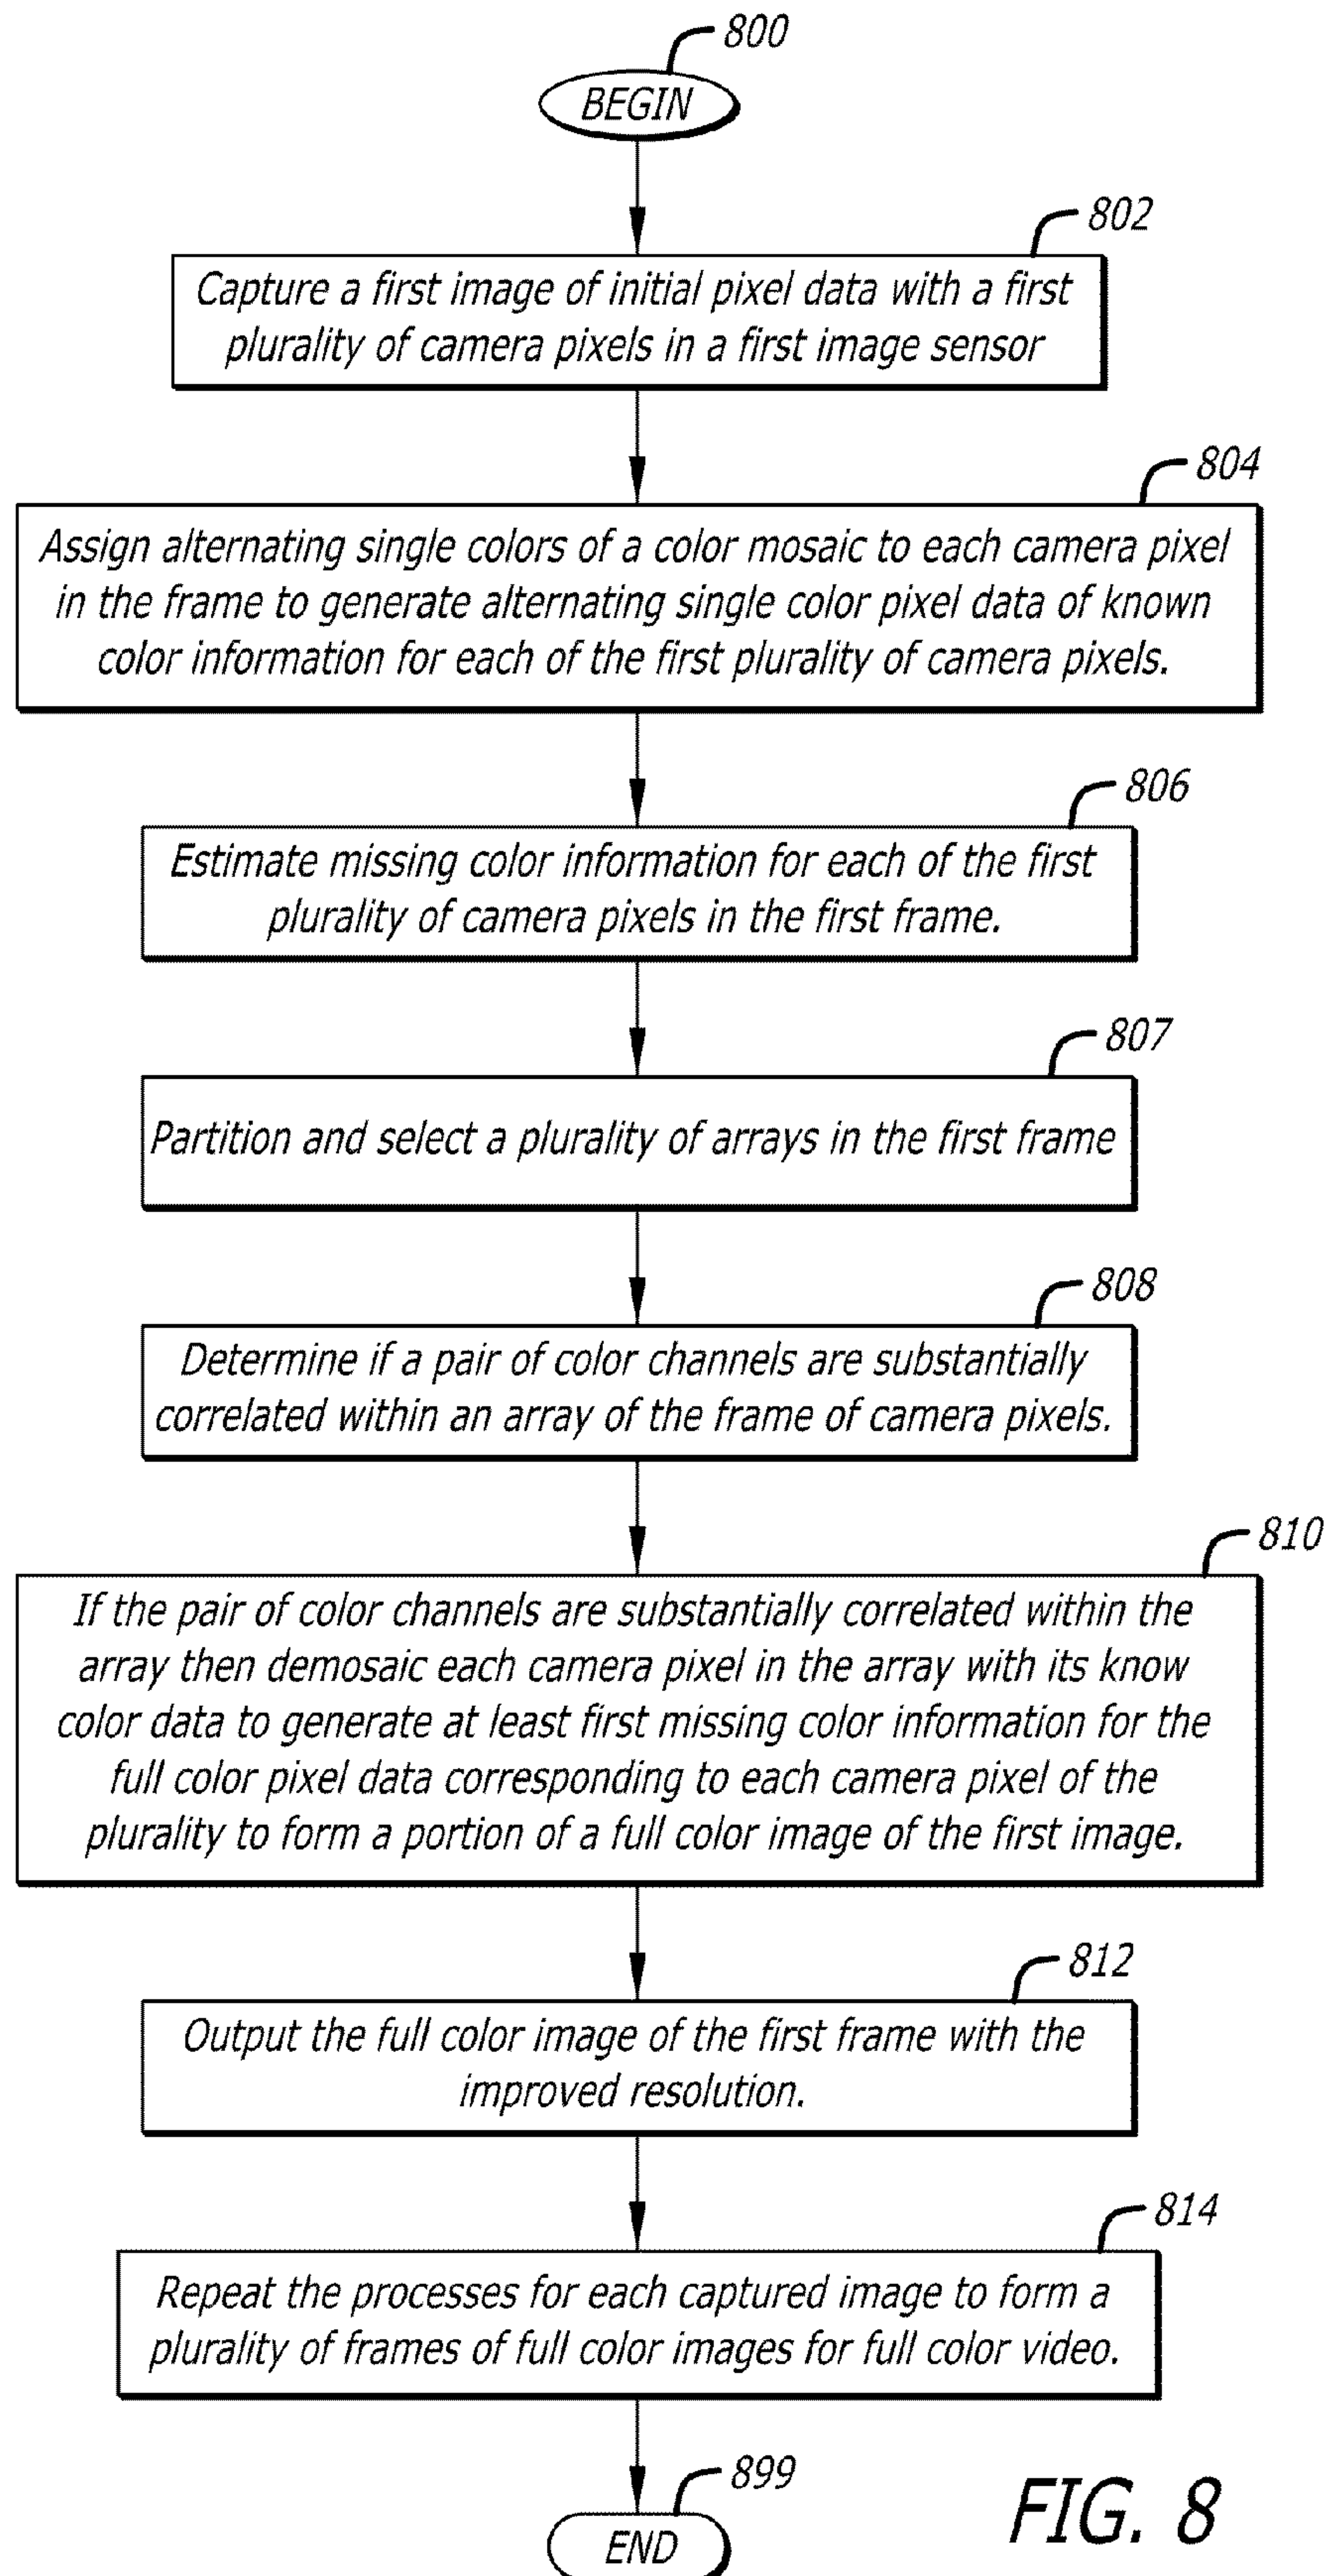 800
BEGIN
802
Capture a first image of initial pixel data with a first
plurality of camera pixels in a first image sensor
804
Assign alternating single colors of a color mosaic to each camera pixel
in the frame to generate alternating single color pixel data of known
color information for each of the first plurality of camera pixels.
806
Estimate missing color information for each of the first
plurality of camera pixels in the first frame.
807
Partition and select a plurality of arrays in the first frame
808
Determine if a pair of color channels are substantially
correlated within an array of the frame of camera pixels.
810
If the pair of color channels are substantially correlated within the
array then demosaic each camera pixel in the array with its know
color data to generate at least first missing color information for the
full color pixel data corresponding to each camera pixel of the
plurality to form a portion of a full color image of the first image.
812
Output the full color image of the first frame with the
improved resolution.
814
Repeat the processes for each captured image to form a
plurality of frames of full color images for full color video.
899
END
FIG. 8